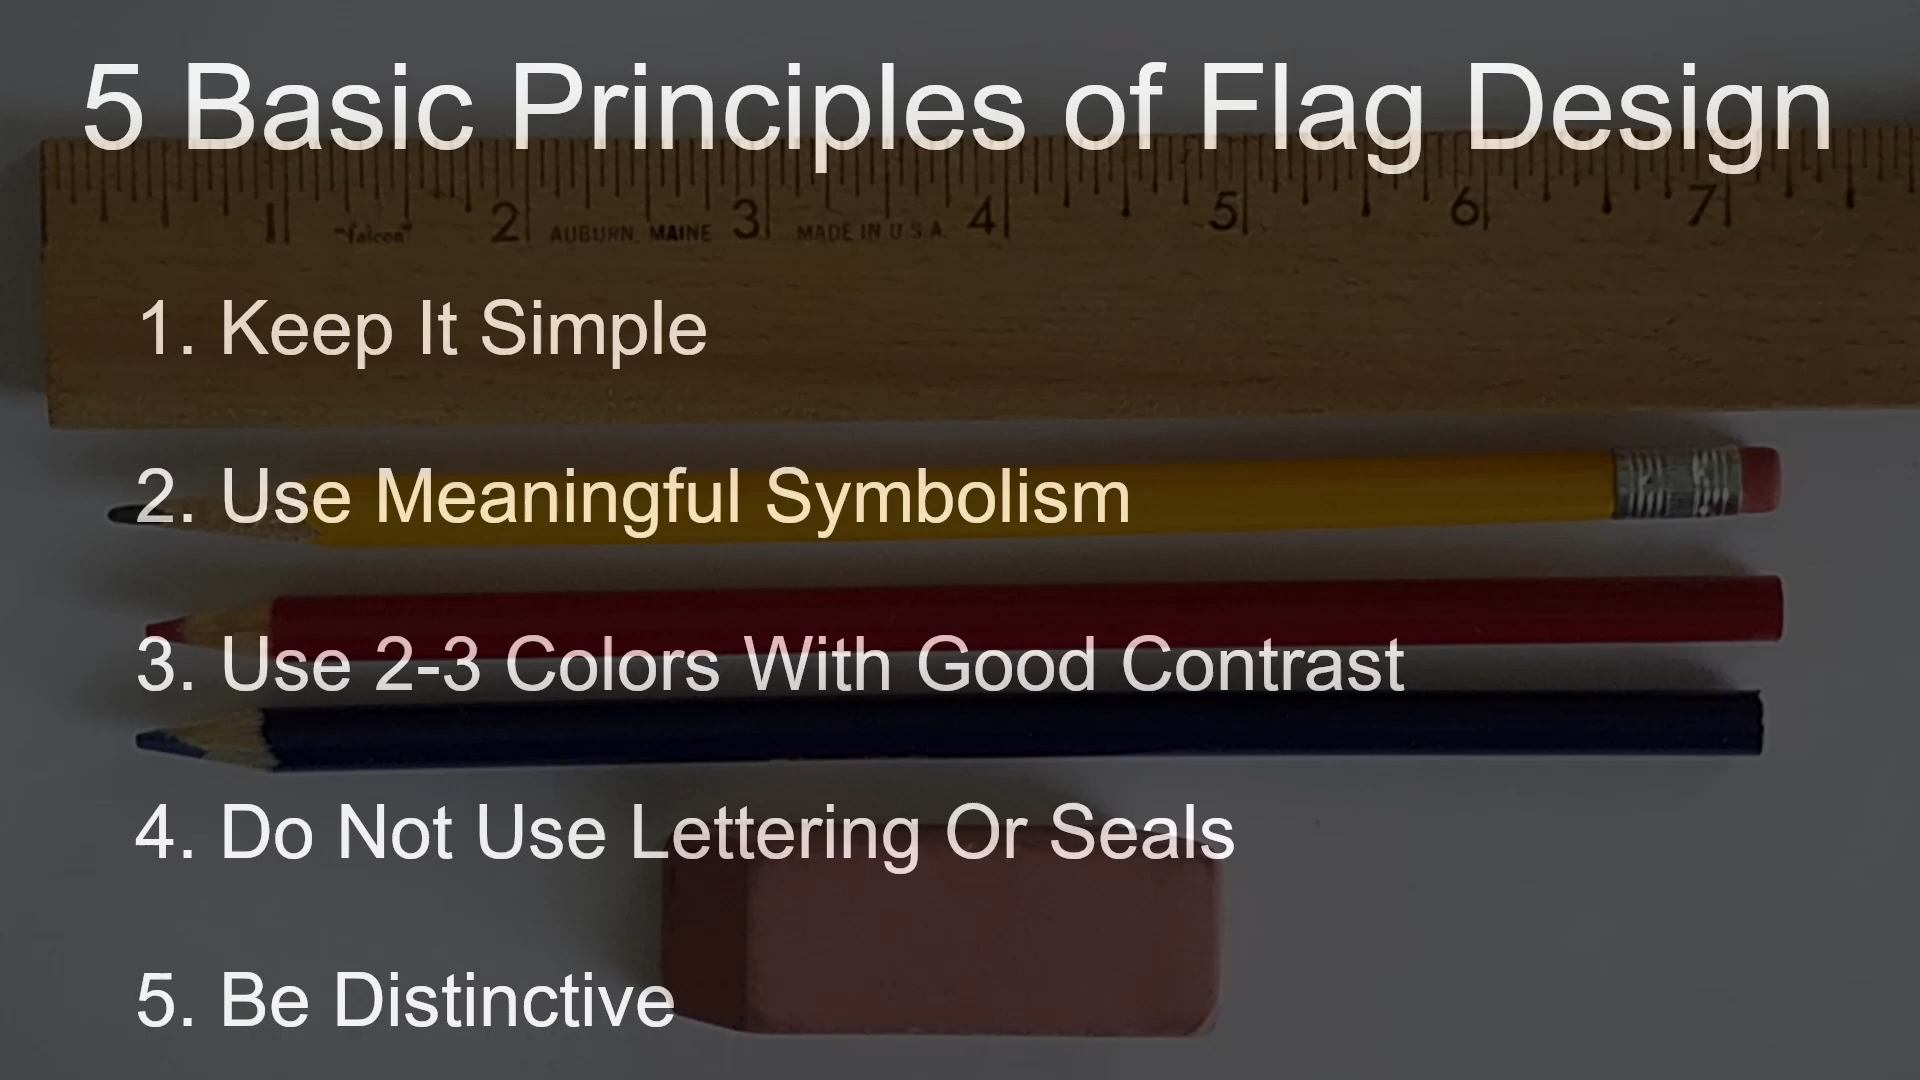 5 Basic Principles of Flag Design
1 2 3 4 5 6 7
"falcon" AUBURN, MAINE MADE IN U S A.
1. Keep It Simple
2. Use Meaningful Symbolism
3. Use 2-3 Colors With Good Contrast
4. Do Not Use Lettering Or Seals
5. Be Distinctive